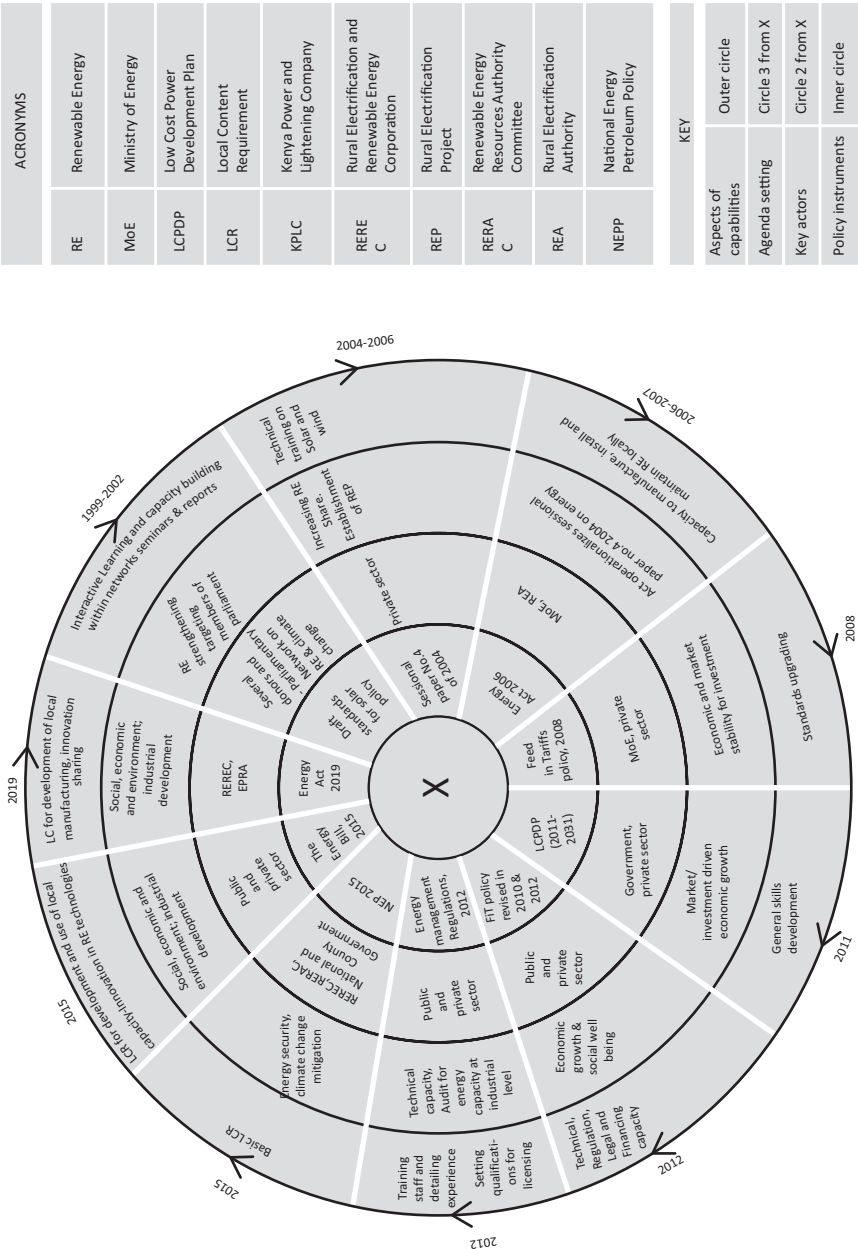 ACRONYMS
RE
Renewable Energy
MoE
Ministry of Energy
LCPDP
Low Cost Power
Development Plan
LCR
Local Content
Requirement
KPLC
Kenya Power and
Lightening Company
RERE
C
Rural Electrification and
Renewable Energy
Corporation
REP
Rural Electrification
Project
RERA
C
Renewable Energy
Resources Authority
Committee
REA
Rural Electrification
Authority
NEPP
National Energy
Petroleum Policy
KEY
Aspects of
capabilities
Outer circle
Agenda setting
Circle 3 from X
Key actors
Circle 2 from X
Policy instruments
Inner circle
X
1999-2002
Interactive Learning and capacity building
within networks seminars & reports
RE
strengthening
targeting
members of
parliament
Several
donors and
- parliamentary
Network on
RE & climate
change
Draft
standards
for solar
policy
2004-2006
Technical
training on
Solar and
wind
Increasing RE
Share.
Establishment
of REP
Private sector
Sessional
paper No.4
of 2004
2006-2007
Capacity to manufacture, install and
maintain RE locally
Act operationalizes sessional
paper no.4 2004 on energy
MoE REA
Energy
Act 2006
2008
Standards upgrading
Economic and market
stability for investment
MoE, private
sector
Feed
in Tariffs
policy, 2008
2011
General skills
development
Market/
investment driven
economic growth
Government,
private sector
LCPDP
(2011-
2031)
2012
Technical,
Regulation,
Legal and
Financing
capacity
Economic
growth &
social well
being
Public
and
private
sector
FiT policy
revised in
2010 &
2012
2012
Training
staff and
detailing
experience
Setting
qualificati-
ons for
licensing
Technical
capacity,
Audit for
energy
capacity at
industrial
level
Public
and
private
sector
Energy
management,
Regulations,
2012
2015
Basic LCR
Energy security,
climate change
mitigation
REREC,RERAC
National and
County
Government
NEP 2015
2015
LCR for development and use of local
capacity-innovation in RE technologies
Social, economic and
environment; industrial
development
Public
and
private
sector
The
Energy
Bill,
2015
2019
LC for development of local
manufacturing, innovation
sharing
Social, economic
and environment;
industrial
development
REREC,
EPRA
Energy
Act
2019